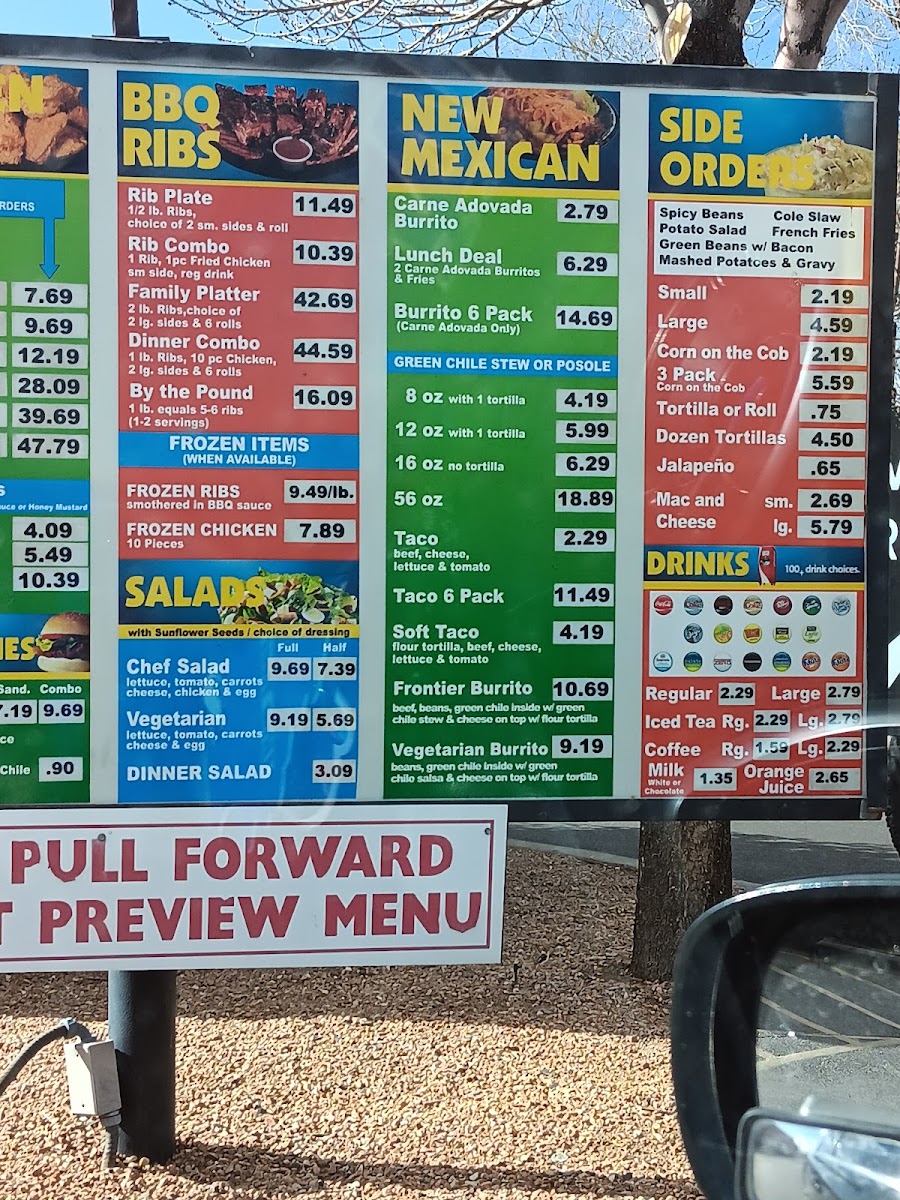 EN
RDERS
7.69
9.69
12.19
28.09
39.69
47.79
S
uce or Honey Mustard
4.09
5.49
10.39
IES
Sand. Combo
7.19 9.69
ce
Chile .90
BBQ
RIBS
Rib Plate 11.49
1/2 lb. Ribs,
choice of 2 sm. sides & roll
Rib Combo 10.39
1 Rib, 1pc Fried Chicken
sm side, reg drink
Family Platter 42.69
2 lb. Ribs,choice of
2 lg. sides & 6 rolls
Dinner Combo 44.59
1 lb. Ribs, 10 pc Chicken,
2 lg. sides & 6 rolls
By the Pound 16.09
1 lb. equals 5-6 ribs
(1-2 servings)
FROZEN ITEMS
(WHEN AVAILABLE)
FROZEN RIBS 9.49/lb.
smothered in BBQ sauce
FROZEN CHICKEN 7.89
10 Pieces
SALADS
with Sunflower Seeds / choice of dressing
Full Half
Chef Salad 9.69 7.39
lettuce, tomato, carrots
cheese, chicken & egg
Vegetarian 9.19 5.69
lettuce, tomato, carrots
cheese & egg
DINNER SALAD 3.09
NEW
MEXICAN
Carne Adovada 2.79
Burrito
Lunch Deal 6.29
2 Carne Adovada Burritos
& Fries
Burrito 6 Pack 14.69
(Carne Adovada Only)
GREEN CHILE STEW OR POSOLE
8 oz with 1 tortilla 4.19
12 oz with 1 tortilla 5.99
16 oz no tortilla 6.29
56 oz 18.89
Taco 2.29
beef, cheese,
lettuce & tomato
Taco 6 Pack 11.49
Soft Taco 4.19
flour tortilla, beef, cheese,
lettuce & tomato
Frontier Burrito 10.69
beef, beans, green chile inside w/ green
chile stew & cheese on top w/ flour tortilla
Vegetarian Burrito 9.19
beans, green chile inside w/ green
chile salsa & cheese on top w/ flour tortilla
SIDE
ORDERS
Spicy Beans Cole Slaw
Potato Salad French Fries
Green Beans w/ Bacon
Mashed Potatoes & Gravy
Small 2.19
Large 4.59
Corn on the Cob 2.19
3 Pack 5.59
Corn on the Cob
Tortilla or Roll .75
Dozen Tortillas 4.50
Jalapeño .65
Mac and sm. 2.69
Cheese lg. 5.79
DRINKS 100+ drink choices.
Regular 2.29 Large 2.79
Iced Tea Rg. 2.29 Lg. 2.79
Coffee Rg. 1.59 Lg. 2.29
Milk 1.35 Orange 2.65
White or Juice
Chocolate
PULL FORWARD
T PREVIEW MENU